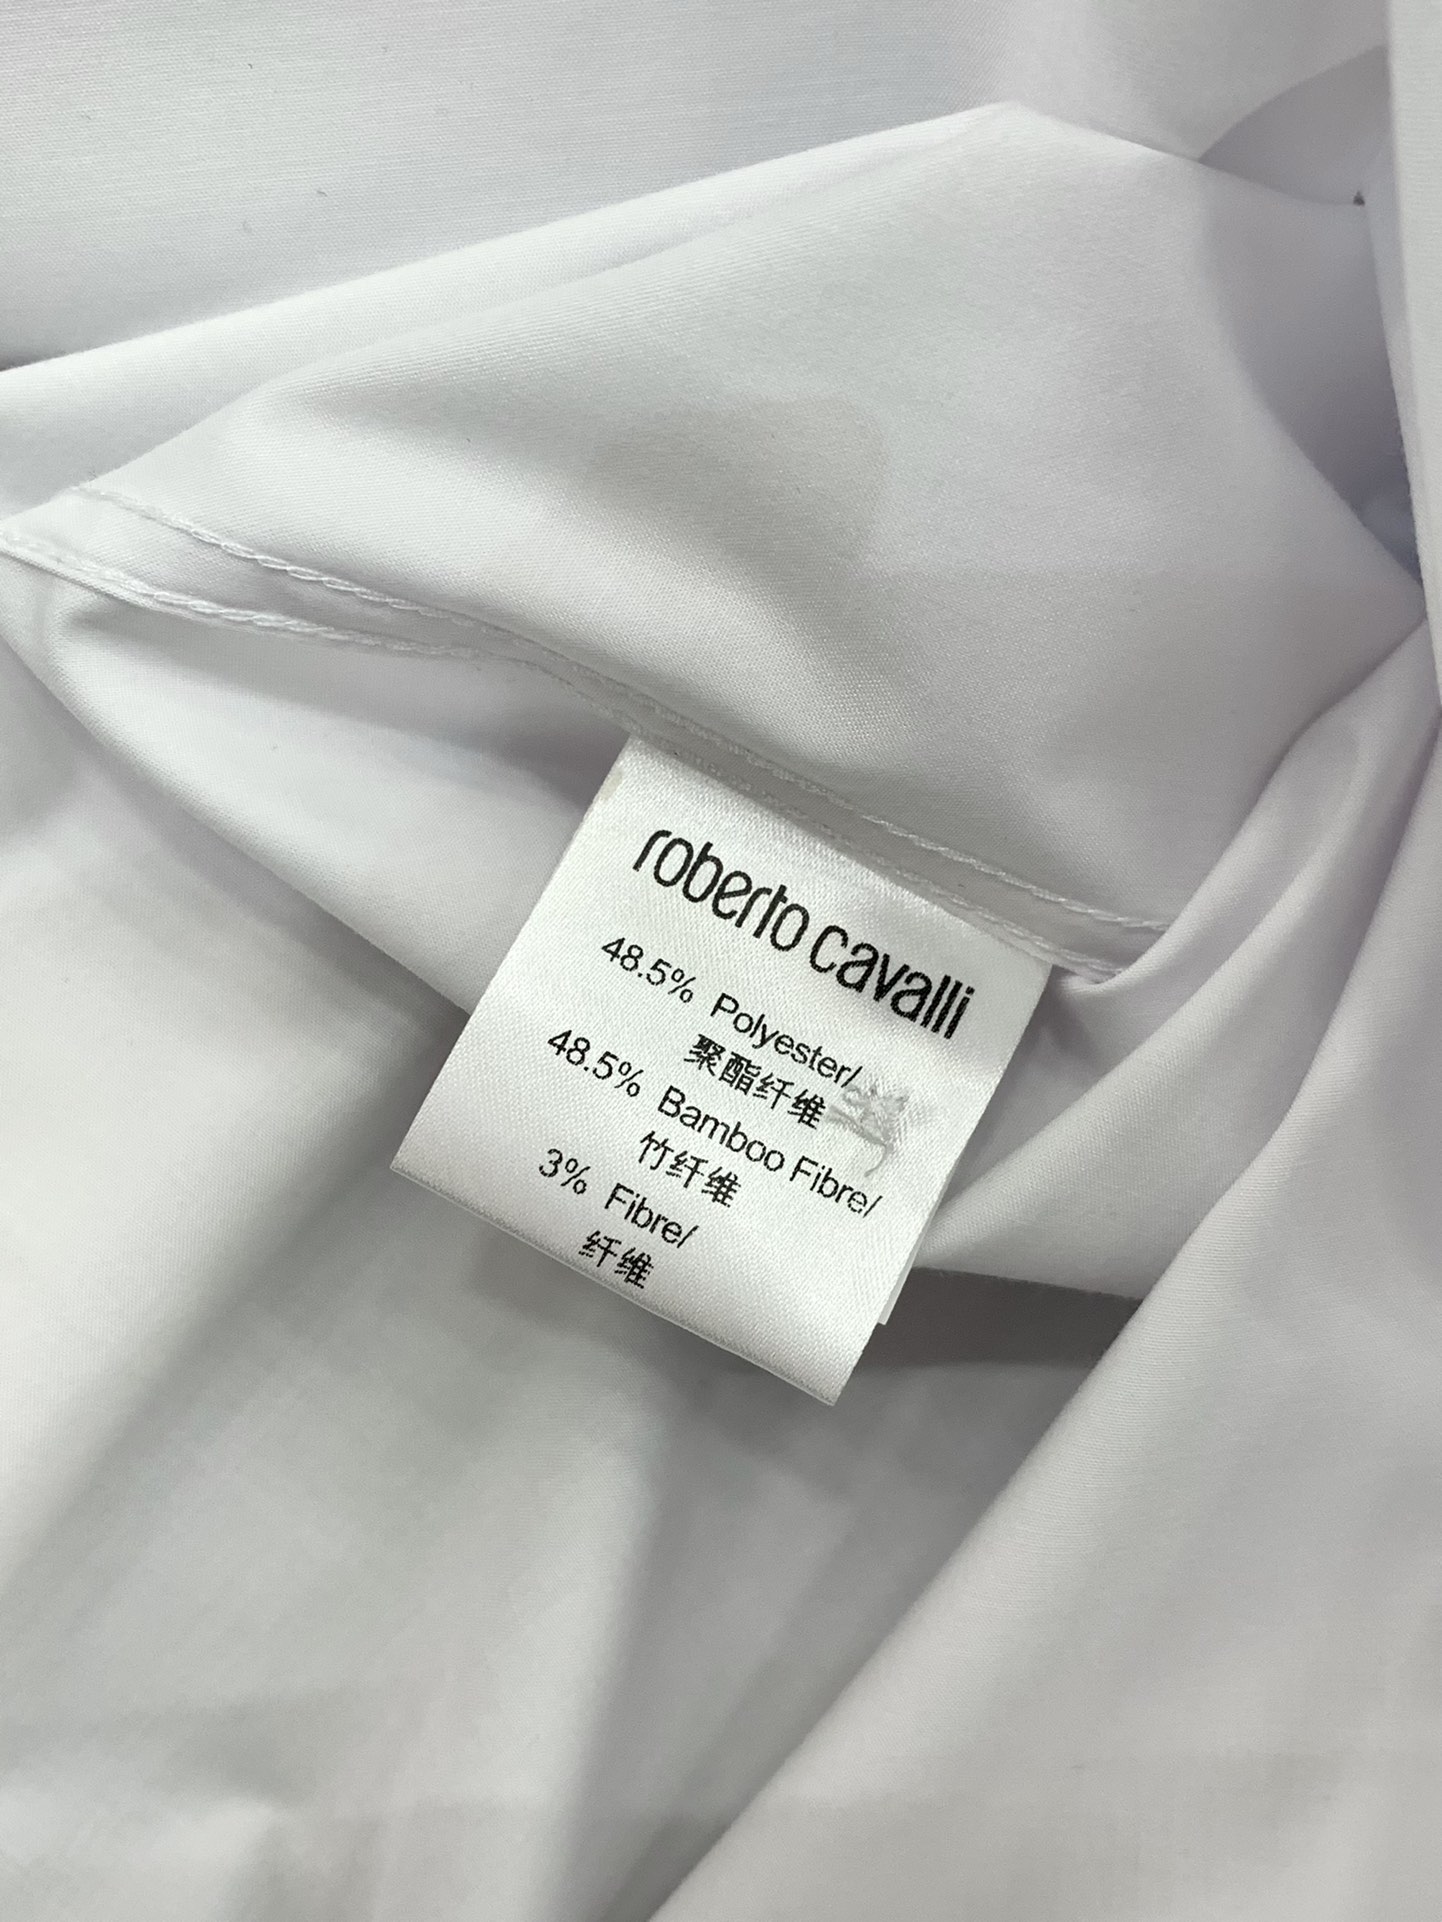 roberto cavalli
48.5% Polyester/
聚酯纤维
48.5% Bamboo Fibre/
竹纤维
3% Fibre/
纤维